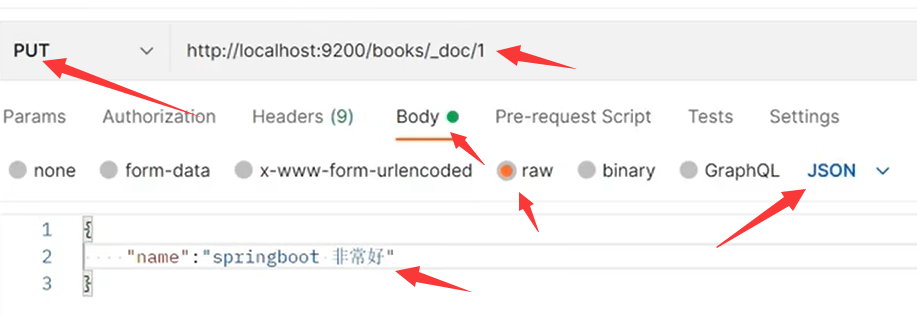 PUT http://localhost:9200/books/_doc/1
Params Authorization Headers (9) Body Pre-request Script Tests Settings
none form-data x-www-form-urlencoded raw binary GraphQL JSON
1 {
2 "name":"springboot 非常好"
3 }